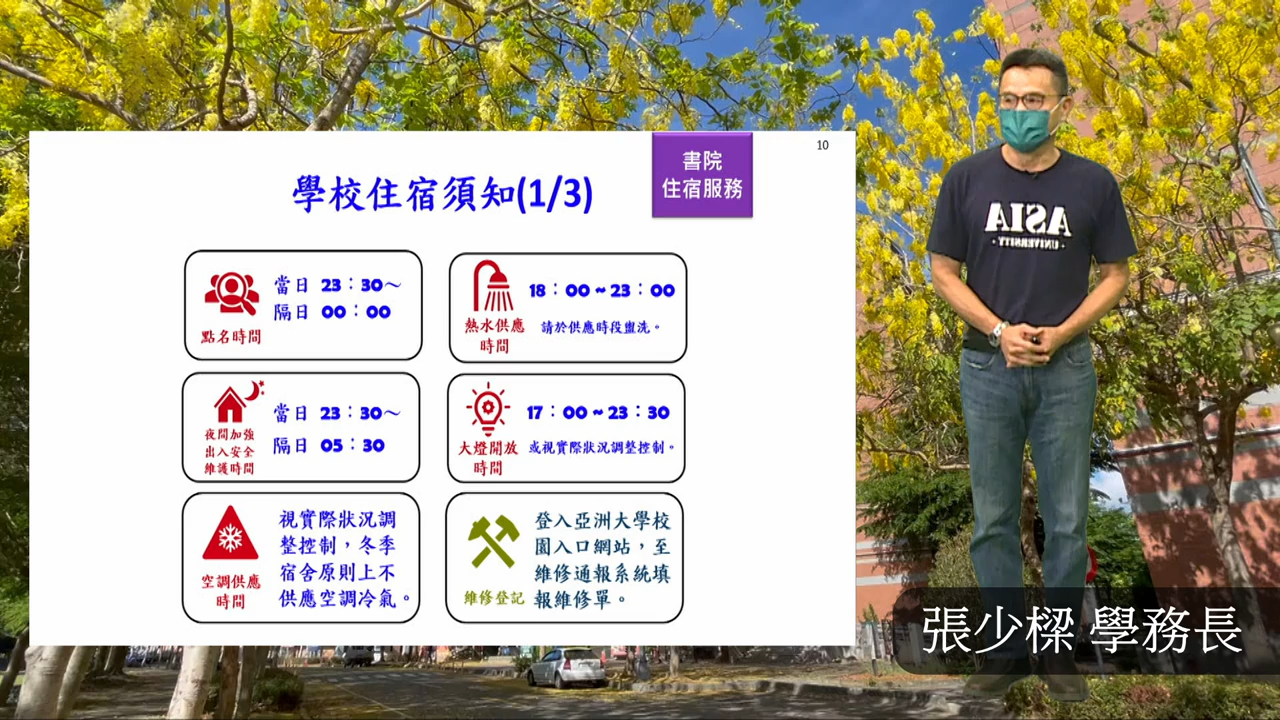 書院
住宿服務
10
學校住宿須知(1/3)
當日 23:30~
隔日 00:00
點名時間
18:00~23:00
請於供應時段盥洗。
熱水供應
時間
當日 23:30~
隔日 05:30
夜間加強
出入安全
維護時間
17:00~23:30
或視實際狀況調整控制。
大燈開放
時間
視實際狀況調
整控制,冬季
宿舍原則上不
供應空調冷氣。
空調供應
時間
登入亞洲大學校
園入口網站,至
維修通報系統填
報維修單。
維修登記
ASIA
·UNIVERSITY·
張少樑 學務長